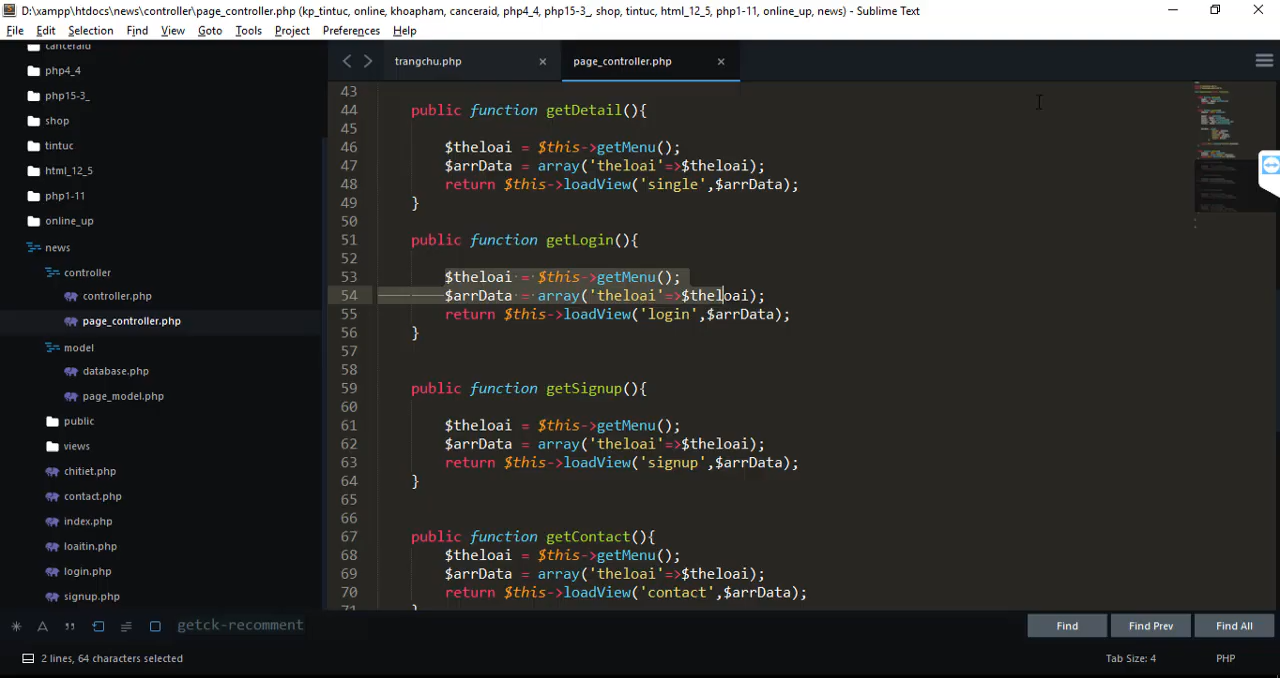 D:\xampp\htdocs\news\controller\page_controller.php (kp_tintuc, online, khoapham, canceraid, php4_4, php15-3_, shop, tintuc, html_12_5, php1-11, online_up, news) - Sublime Text
File Edit Selection Find View Goto Tools Project Preferences Help
canceraid
php4_4
php15-3_
shop
tintuc
html_12_5
php1-11
online_up
news
controller
controller.php
page_controller.php
model
database.php
page_model.php
public
views
chitiet.php
contact.php
index.php
loaitin.php
login.php
signup.php
trangchu.php × page_controller.php ×
43
44 public function getDetail(){
45
46 $theloai = $this->getMenu();
47 $arrData = array('theloai'=>$theloai);
48 return $this->loadView('single',$arrData);
49 }
50
51 public function getLogin(){
52
53 $theloai = $this->getMenu();
54 $arrData = array('theloai'=>$theloai);
55 return $this->loadView('login',$arrData);
56 }
57
58
59 public function getSignup(){
60
61 $theloai = $this->getMenu();
62 $arrData = array('theloai'=>$theloai);
63 return $this->loadView('signup',$arrData);
64 }
65
66
67 public function getContact(){
68 $theloai = $this->getMenu();
69 $arrData = array('theloai'=>$theloai);
70 return $this->loadView('contact',$arrData);
71 }
getck-recomment Find Find Prev Find All
2 lines, 64 characters selected Tab Size: 4 PHP